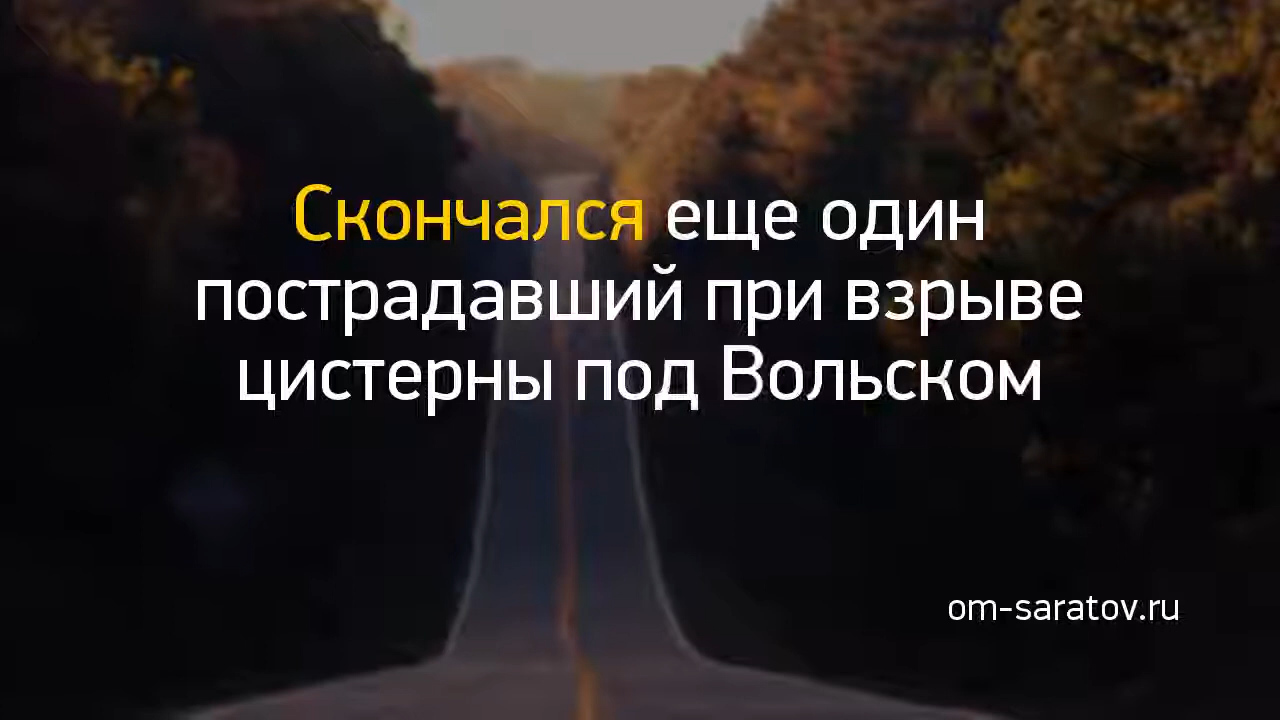 Скончался еще один
пострадавший при взрыве
цистерны под Вольском
om-saratov.ru